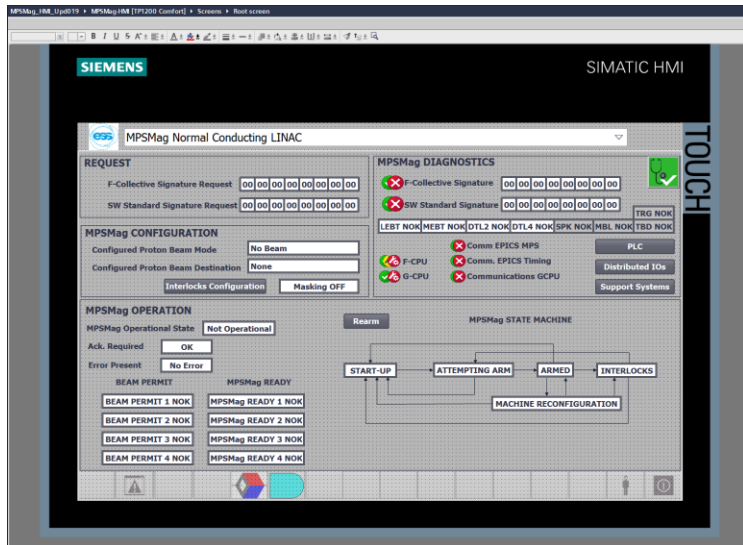 MPSMag_HMI_Upd019 ▸ MPSMag-HMI [TP1200 Comfort] ▸ Screens ▸ Root screen
B I U S A
SIEMENS
SIMATIC HMI
TOUCH
ess MPSMag Normal Conducting LINAC
REQUEST
F-Collective Signature Request 00 00 00 00 00 00 00 00
SW Standard Signature Request 00 00 00 00 00 00 00 00
MPSMag DIAGNOSTICS
F-Collective Signature 00 00 00 00 00 00 00 00
SW Standard Signature 00 00 00 00 00 00 00 00
TRG NOK
LEBT NOK MEBT NOK DTL2 NOK DTL4 NOK SPK NOK MBL NOK TBD NOK
Comm EPICS MPS
F-CPU Comm. EPICS Timing
G-CPU Communications GCPU
PLC
Distributed IOs
Support Systems
MPSMag CONFIGURATION
Configured Proton Beam Mode No Beam
Configured Proton Beam Destination None
Interlocks Configuration Masking OFF
MPSMag OPERATION
MPSMag Operational State Not Operational
Ack. Required OK
Error Present No Error
BEAM PERMIT MPSMag READY
BEAM PERMIT 1 NOK MPSMag READY 1 NOK
BEAM PERMIT 2 NOK MPSMag READY 2 NOK
BEAM PERMIT 3 NOK MPSMag READY 3 NOK
BEAM PERMIT 4 NOK MPSMag READY 4 NOK
Rearm
MPSMag STATE MACHINE
START-UP ATTEMPTING ARM ARMED INTERLOCKS
MACHINE RECONFIGURATION